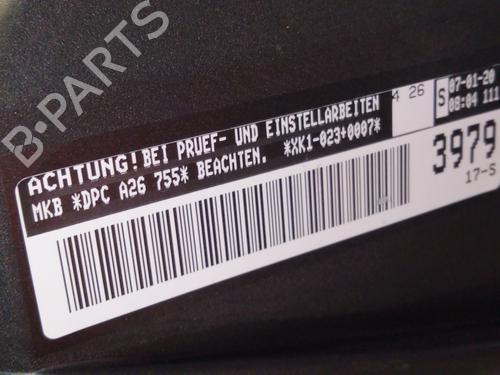 B-PARTS
ACHTUNG! BEI PRUEF- UND EINSTELLARBEITEN
MKB *DPC A26 755* BEACHTEN. *XK1-023+0007*
4 26
S
07-01-20
08:04 111
3979
17-S